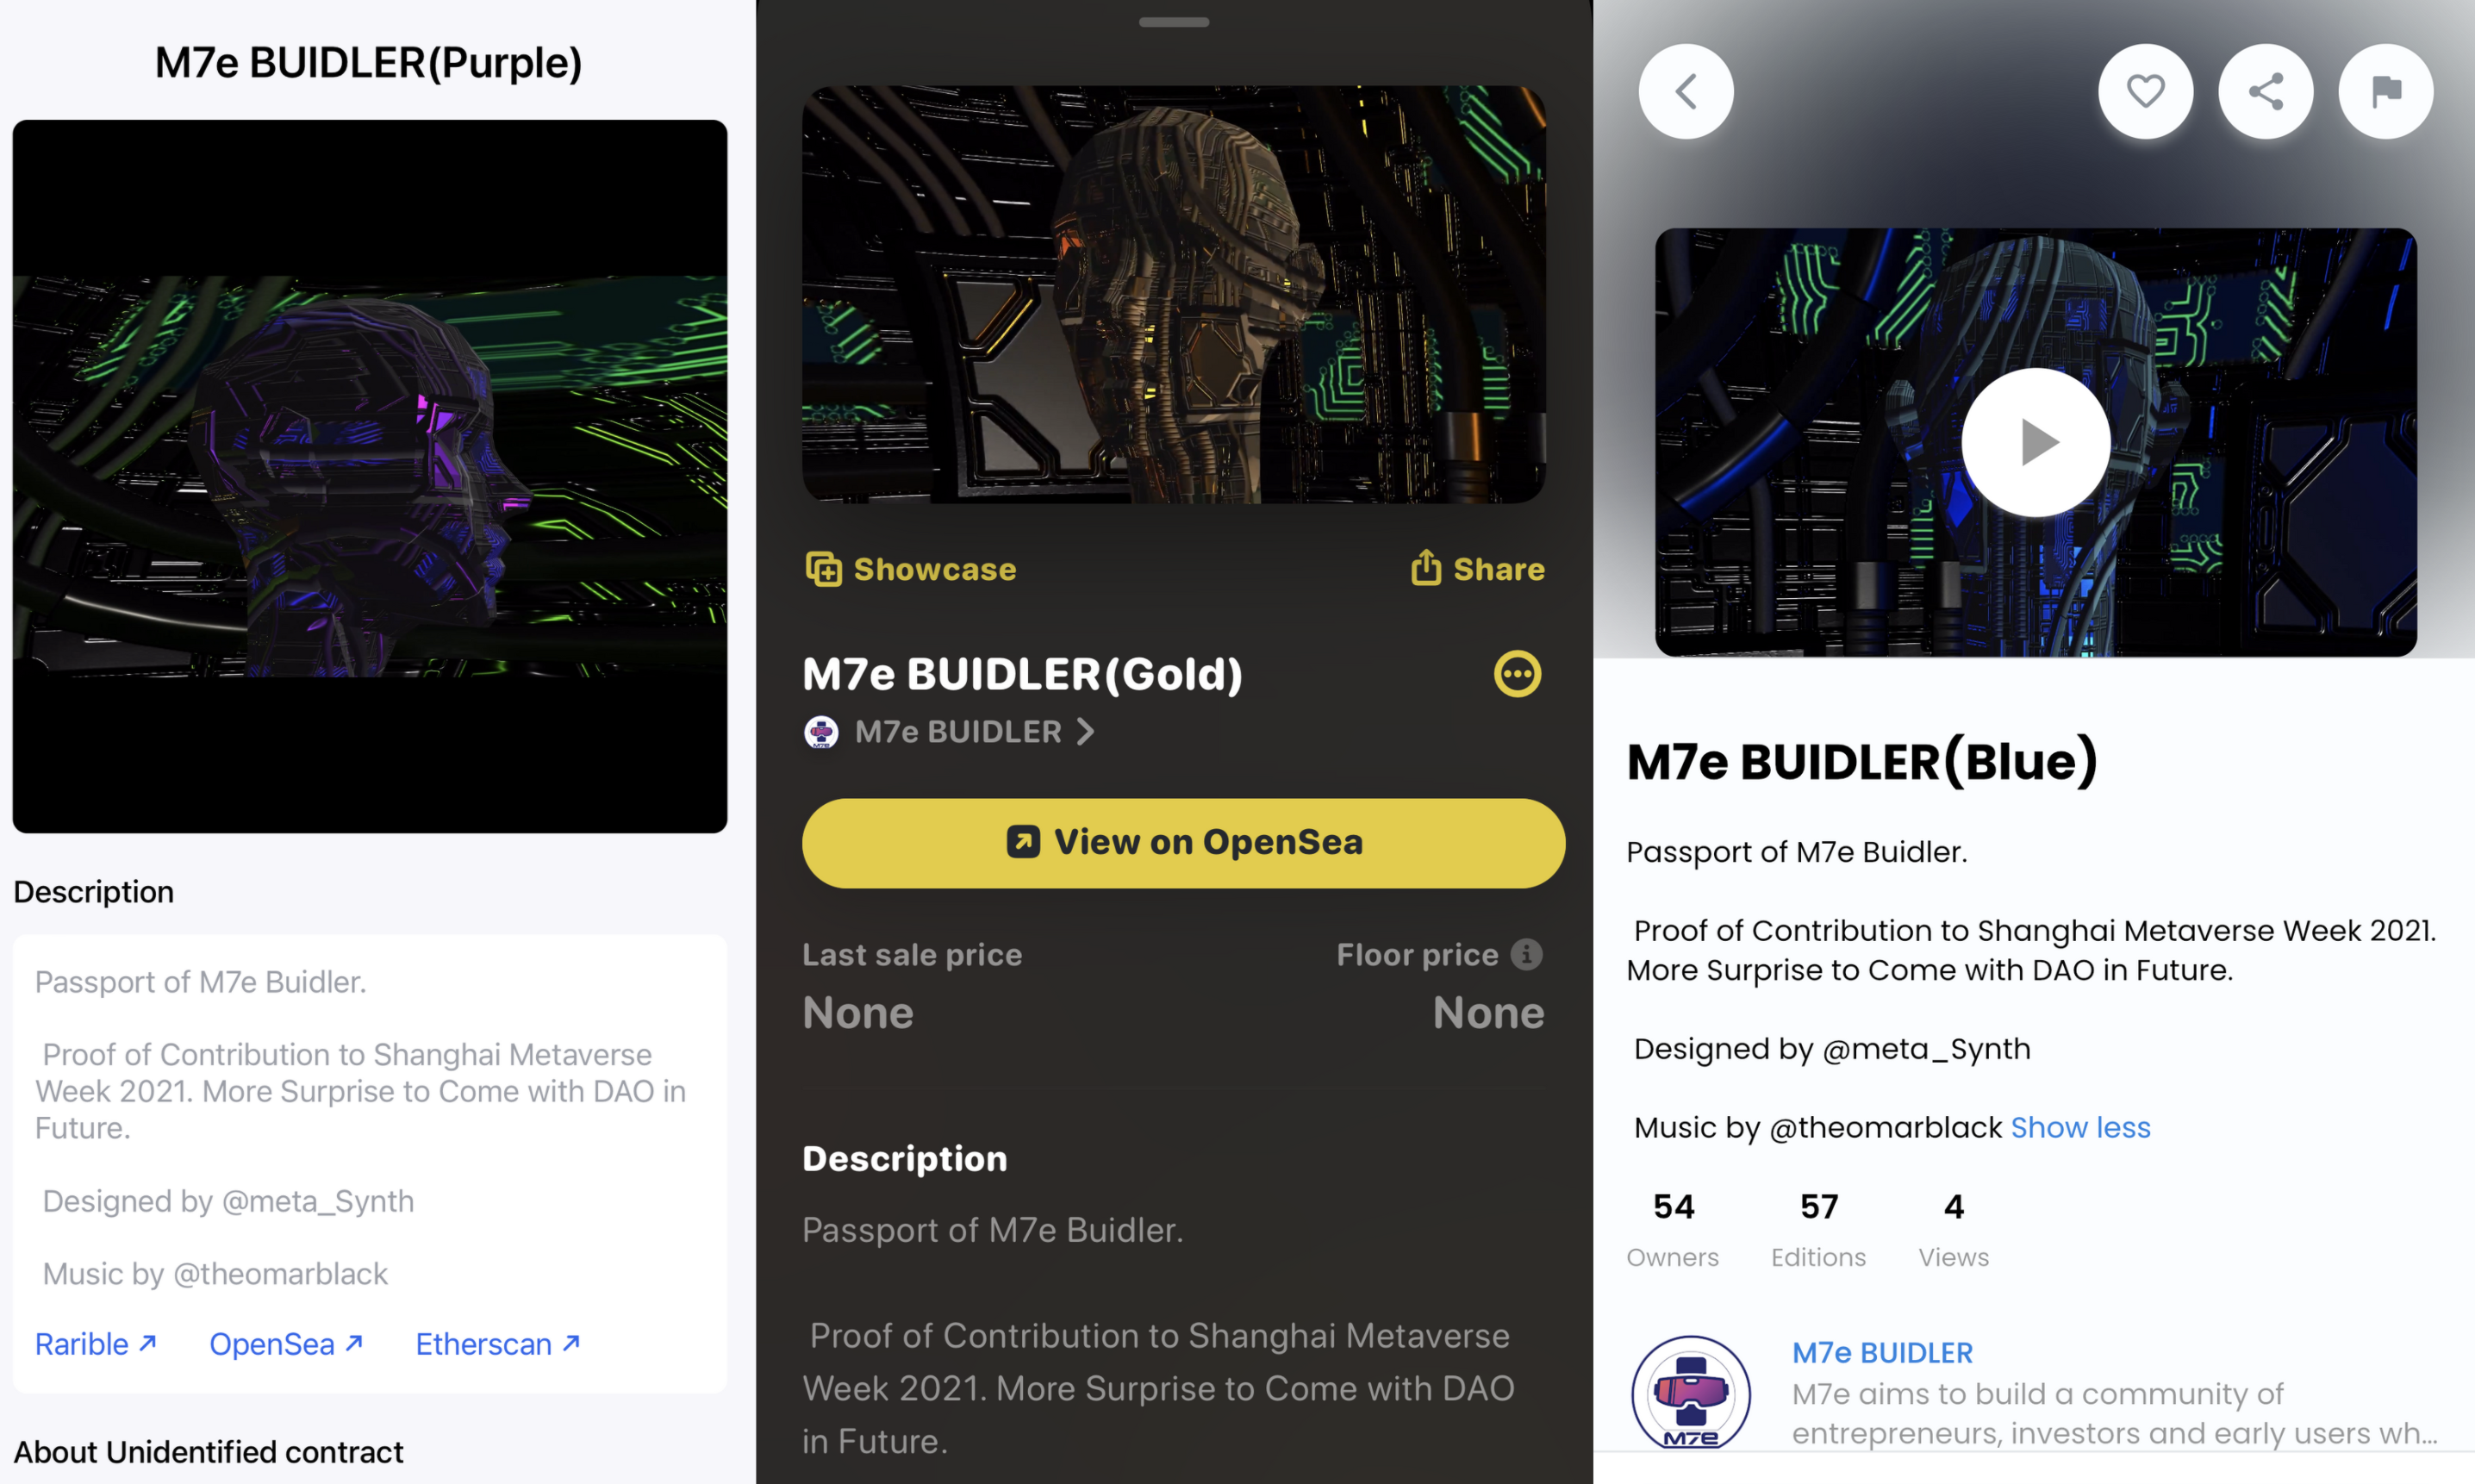 M7e BUIDLER(Purple)
Description
Passport of M7e Buidler.
Proof of Contribution to Shanghai Metaverse
Week 2021. More Surprise to Come with DAO in
Future.
Designed by @meta_Synth
Music by @theomarblack
Rarible ↗ OpenSea ↗ Etherscan ↗
About Unidentified contract
Showcase Share
M7e BUIDLER(Gold)
M7e BUIDLER
View on OpenSea
Last sale price Floor price
None None
Description
Passport of M7e Buidler.
Proof of Contribution to Shanghai Metaverse
Week 2021. More Surprise to Come with DAO
in Future.
M7e BUIDLER(Blue)
Passport of M7e Buidler.
Proof of Contribution to Shanghai Metaverse Week 2021.
More Surprise to Come with DAO in Future.
Designed by @meta_Synth
Music by @theomarblack Show less
54 57 4
Owners Editions Views
M7e BUIDLER
M7e aims to build a community of
entrepreneurs, investors and early users wh...
M7E